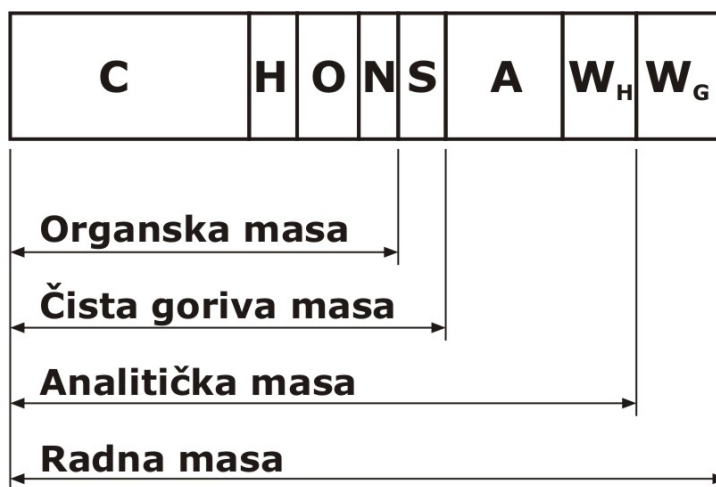 C H O N S A W_H W_G
Organska masa
Čista goriva masa
Analitička masa
Radna masa